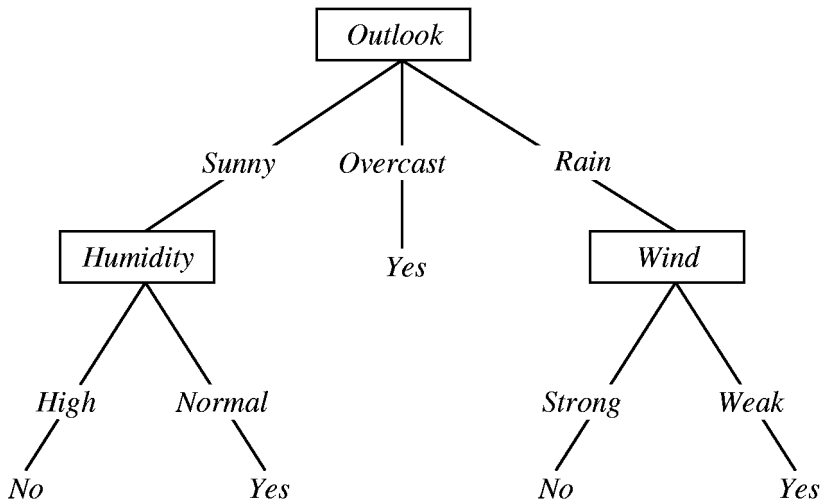 Outlook
Sunny Overcast Rain
Humidity Yes Wind
High Normal Strong Weak
No Yes No Yes